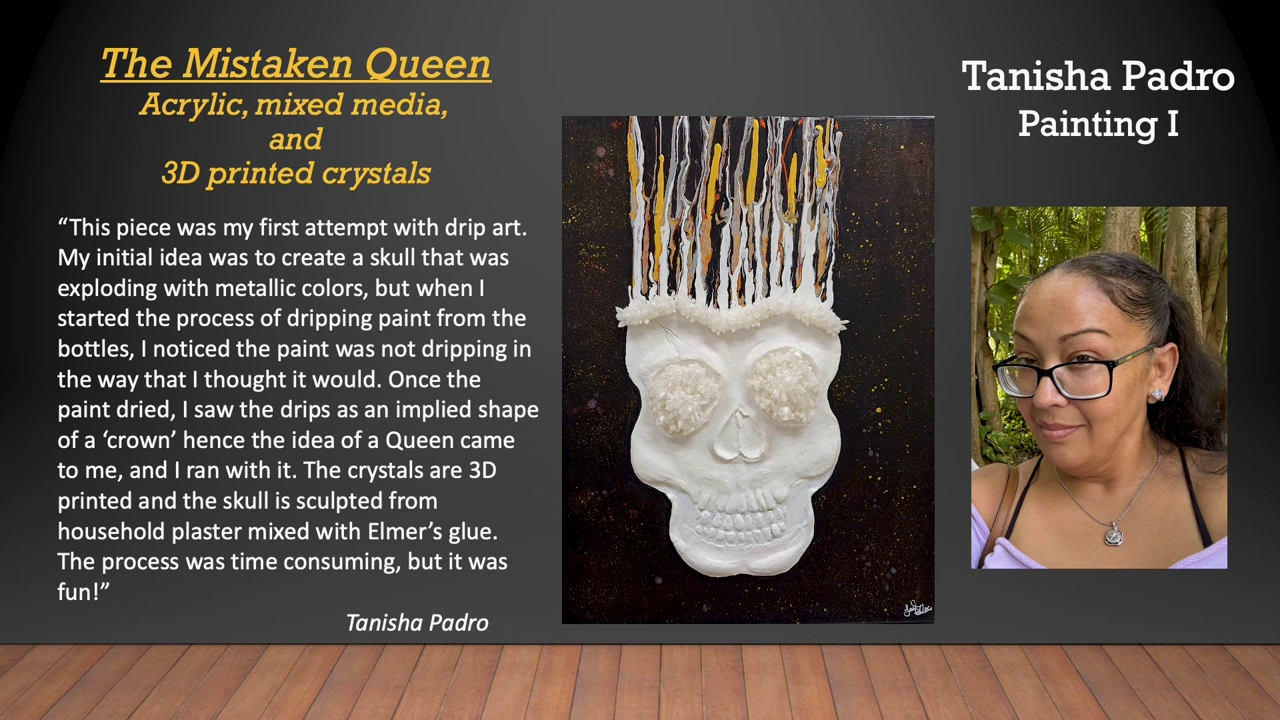 The Mistaken Queen
Acrylic, mixed media,
and
3D printed crystals
“This piece was my first attempt with drip art.
My initial idea was to create a skull that was
exploding with metallic colors, but when I
started the process of dripping paint from the
bottles, I noticed the paint was not dripping in
the way that I thought it would. Once the
paint dried, I saw the drips as an implied shape
of a ‘crown’ hence the idea of a Queen came
to me, and I ran with it. The crystals are 3D
printed and the skull is sculpted from
household plaster mixed with Elmer’s glue.
The process was time consuming, but it was
fun!”
Tanisha Padro
Tanisha Padro
Painting I